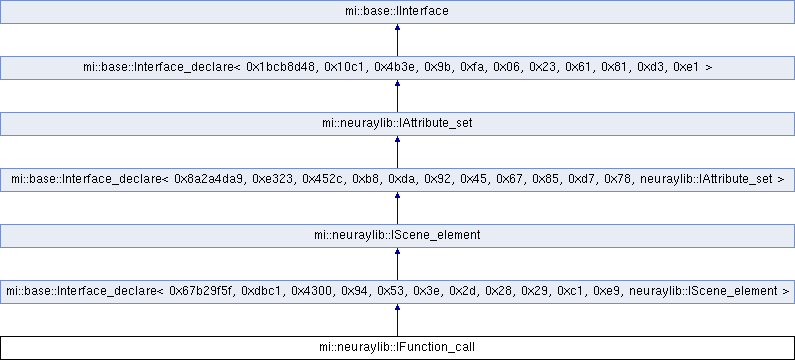 mi::base::IInterface
mi::base::Interface_declare< 0x1bcb8d48, 0x10c1, 0x4b3e, 0x9b, 0xfa, 0x06, 0x23, 0x61, 0x81, 0xd3, 0xe1 >
mi::neuraylib::IAttribute_set
mi::base::Interface_declare< 0x8a2a4da9, 0xe323, 0x452c, 0xb8, 0xda, 0x92, 0x45, 0x67, 0x85, 0xd7, 0x78, neuraylib::IAttribute_set >
mi::neuraylib::IScene_element
mi::base::Interface_declare< 0x67b29f5f, 0xdbc1, 0x4300, 0x94, 0x53, 0x3e, 0x2d, 0x28, 0x29, 0xc1, 0xe9, neuraylib::IScene_element >
mi::neuraylib::IFunction_call